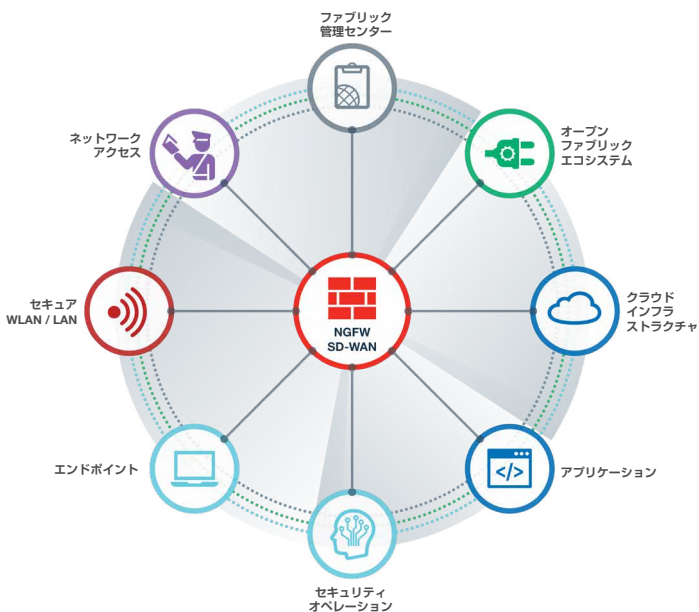 ファブリック
管理センター
ネットワーク
アクセス
オープン
ファブリック
エコシステム
セキュア
WLAN / LAN
NGFW
SD-WAN
クラウド
インフラ
ストラクチャ
エンドポイント
</>
アプリケーション
セキュリティ
オペレーション